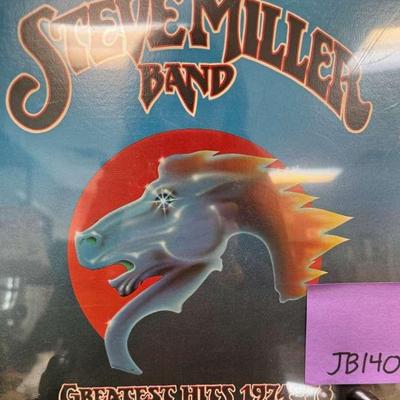 STEVE MILLER
BAND
GREATEST HITS 1974
JB140